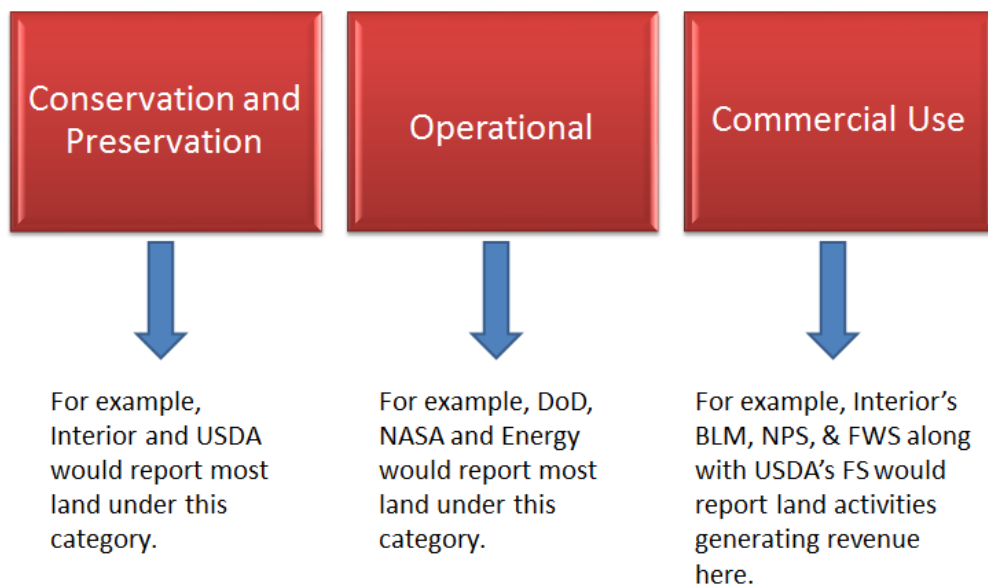 Conservation and
Preservation
For example,
Interior and USDA
would report most
land under this
category.
Operational
For example, DoD,
NASA and Energy
would report most
land under this
category.
Commercial Use
For example, Interior’s
BLM, NPS, & FWS along
with USDA’s FS would
report land activities
generating revenue
here.